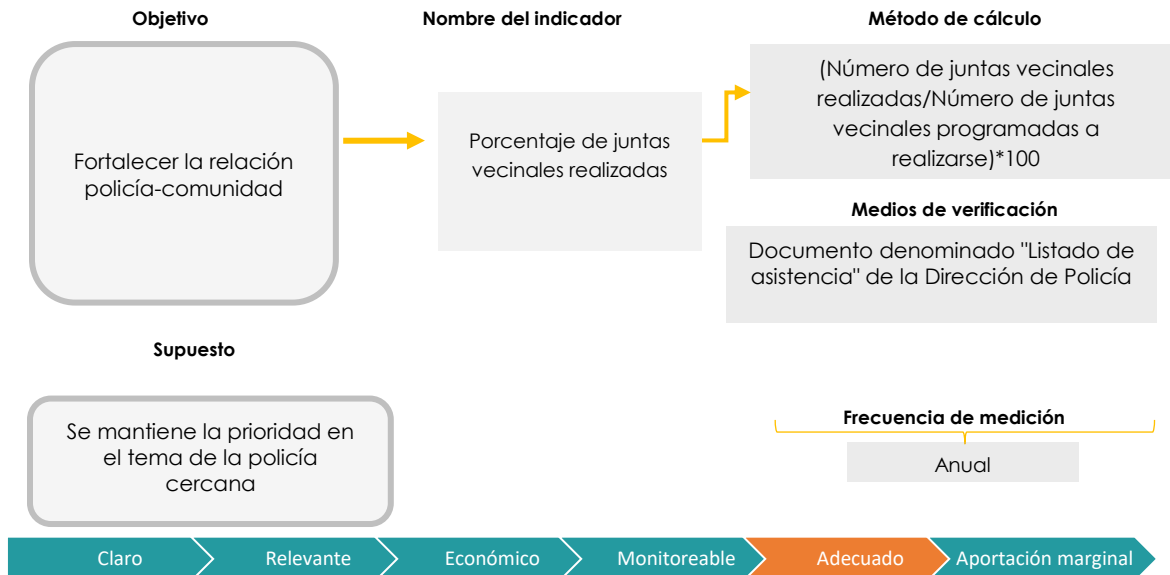 Objetivo
Nombre del indicador
Método de cálculo
Fortalecer la relación
policía-comunidad
Porcentaje de juntas
vecinales realizadas
(Número de juntas vecinales
realizadas/Número de juntas
vecinales programadas a
realizarse)*100
Medios de verificación
Documento denominado "Listado de
asistencia" de la Dirección de Policía
Supuesto
Se mantiene la prioridad en
el tema de la policía
cercana
Frecuencia de medición
Anual
Claro
Relevante
Económico
Monitoreable
Adecuado
Aportación marginal